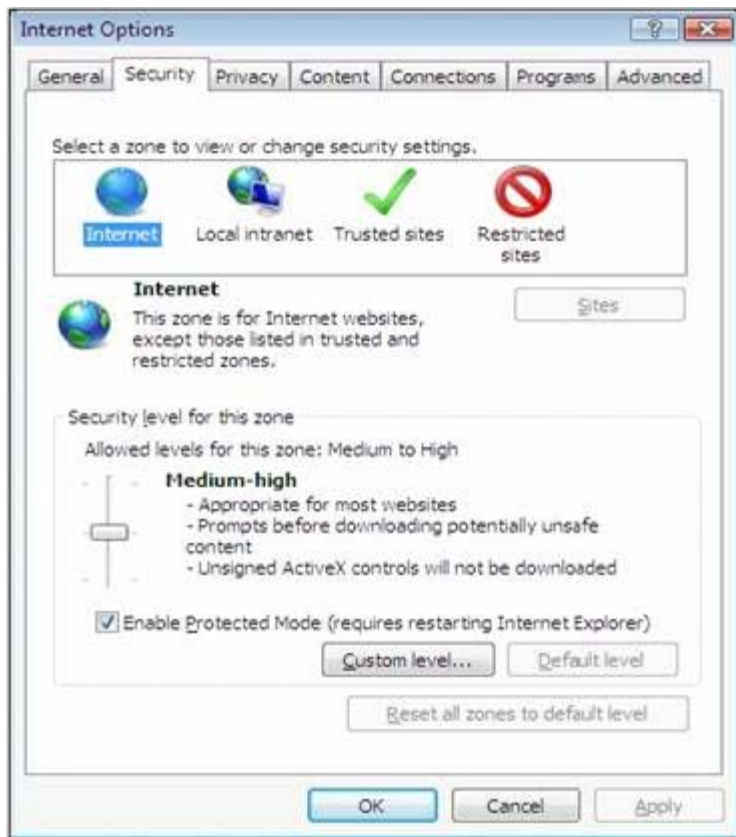 Internet Options
General Security Privacy Content Connections Programs Advanced
Select a zone to view or change security settings.
Internet Local intranet Trusted sites Restricted
sites
Internet
Sites
This zone is for Internet websites,
except those listed in trusted and
restricted zones.
Security level for this zone
Allowed levels for this zone: Medium to High
Medium-high
- Appropriate for most websites
- Prompts before downloading potentially unsafe
content
- Unsigned ActiveX controls will not be downloaded
Enable Protected Mode (requires restarting Internet Explorer)
Custom level... Default level
Reset all zones to default level
OK Cancel Apply